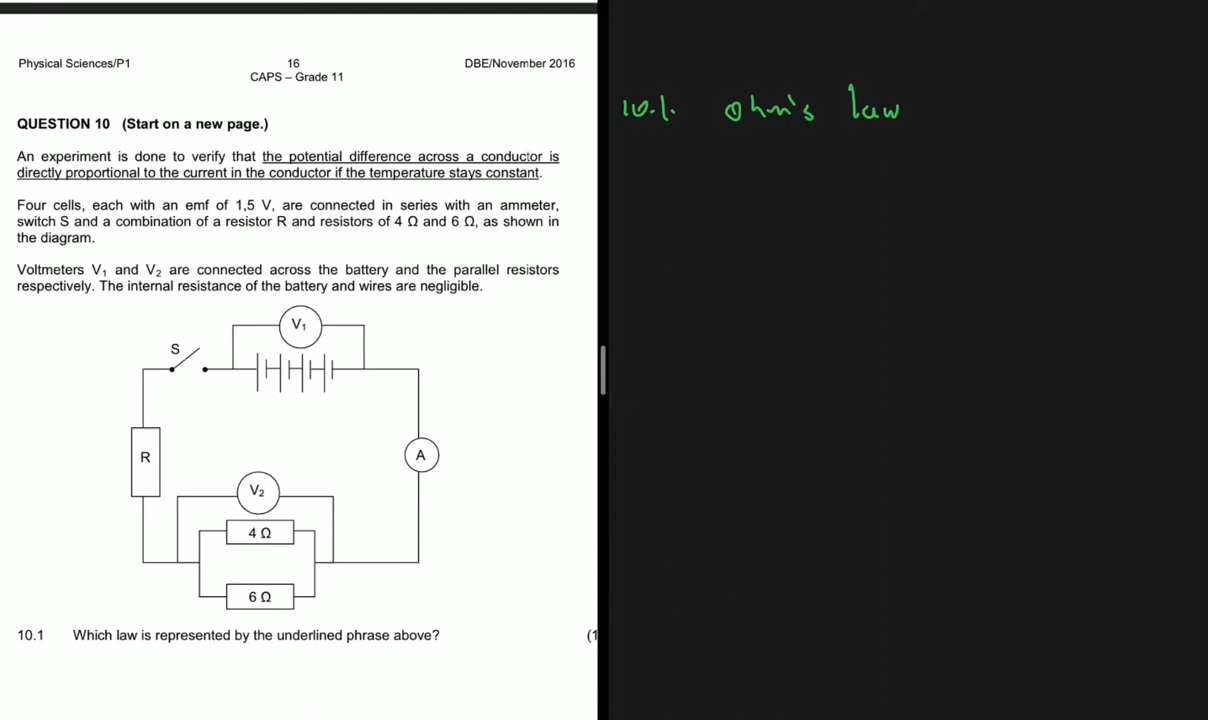 Physical Sciences/P1 16 DBE/November 2016
CAPS – Grade 11
QUESTION 10 (Start on a new page.)
An experiment is done to verify that the potential difference across a conductor is
directly proportional to the current in the conductor if the temperature stays constant.
Four cells, each with an emf of 1,5 V, are connected in series with an ammeter,
switch S and a combination of a resistor R and resistors of 4 Ω and 6 Ω, as shown in
the diagram.
Voltmeters V₁ and V₂ are connected across the battery and the parallel resistors
respectively. The internal resistance of the battery and wires are negligible.
V₁
S
R
A
V₂
4 Ω
6 Ω
10.1 Which law is represented by the underlined phrase above? (1
10.1. ohm's law